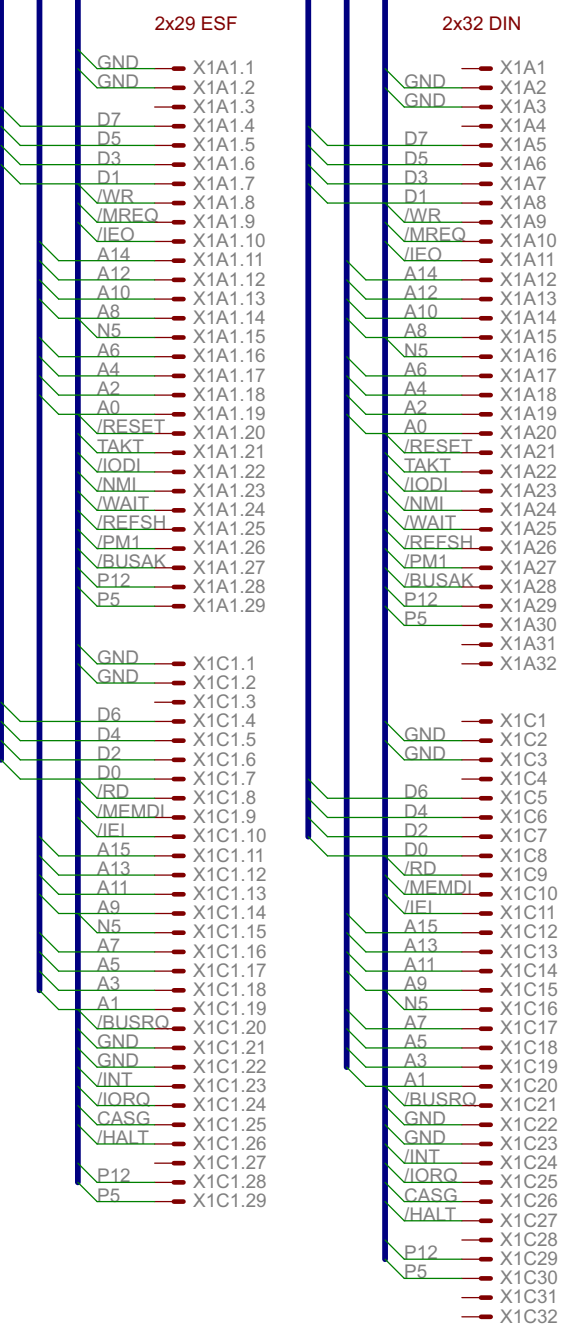 2x29 ESF
GND X1A1.1
GND X1A1.2
X1A1.3
D7 X1A1.4
D5 X1A1.5
D3 X1A1.6
D1 X1A1.7
/WR X1A1.8
/MREQ X1A1.9
/IEO X1A1.10
A14 X1A1.11
A12 X1A1.12
A10 X1A1.13
A8 X1A1.14
N5 X1A1.15
A6 X1A1.16
A4 X1A1.17
A2 X1A1.18
A0 X1A1.19
/RESET X1A1.20
TAKT X1A1.21
/IODI X1A1.22
/NMI X1A1.23
/WAIT X1A1.24
/REFSH X1A1.25
/PM1 X1A1.26
/BUSAK X1A1.27
P12 X1A1.28
P5 X1A1.29
GND X1C1.1
GND X1C1.2
X1C1.3
D6 X1C1.4
D4 X1C1.5
D2 X1C1.6
D0 X1C1.7
/RD X1C1.8
/MEMDI X1C1.9
/IEI X1C1.10
A15 X1C1.11
A13 X1C1.12
A11 X1C1.13
A9 X1C1.14
N5 X1C1.15
A7 X1C1.16
A5 X1C1.17
A3 X1C1.18
A1 X1C1.19
/BUSRQ X1C1.20
GND X1C1.21
GND X1C1.22
/INT X1C1.23
/IORQ X1C1.24
CASG X1C1.25
/HALT X1C1.26
X1C1.27
P12 X1C1.28
P5 X1C1.29
2x32 DIN
X1A1
GND X1A2
GND X1A3
X1A4
D7 X1A5
D5 X1A6
D3 X1A7
D1 X1A8
/WR X1A9
/MREQ X1A10
/IEO X1A11
A14 X1A12
A12 X1A13
A10 X1A14
A8 X1A15
N5 X1A16
A6 X1A17
A4 X1A18
A2 X1A19
A0 X1A20
/RESET X1A21
TAKT X1A22
/IODI X1A23
/NMI X1A24
/WAIT X1A25
/REFSH X1A26
/PM1 X1A27
/BUSAK X1A28
P12 X1A29
P5 X1A30
X1A31
X1A32
X1C1
GND X1C2
GND X1C3
X1C4
D6 X1C5
D4 X1C6
D2 X1C7
D0 X1C8
/RD X1C9
/MEMDI X1C10
/IEI X1C11
A15 X1C12
A13 X1C13
A11 X1C14
A9 X1C15
N5 X1C16
A7 X1C17
A5 X1C18
A3 X1C19
A1 X1C20
/BUSRQ X1C21
GND X1C22
GND X1C23
/INT X1C24
/IORQ X1C25
CASG X1C26
/HALT X1C27
X1C28
P12 X1C29
P5 X1C30
X1C31
X1C32